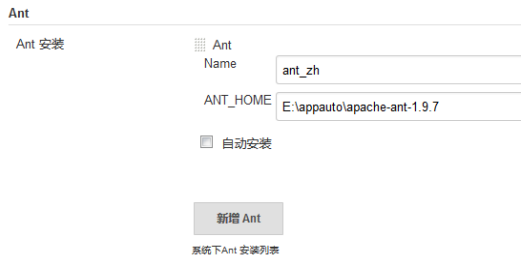 Ant
Ant 安装
Ant
Name
ant_zh
ANT_HOME
E:\appauto\apache-ant-1.9.7
自动安装
新增 Ant
系统下Ant 安装列表